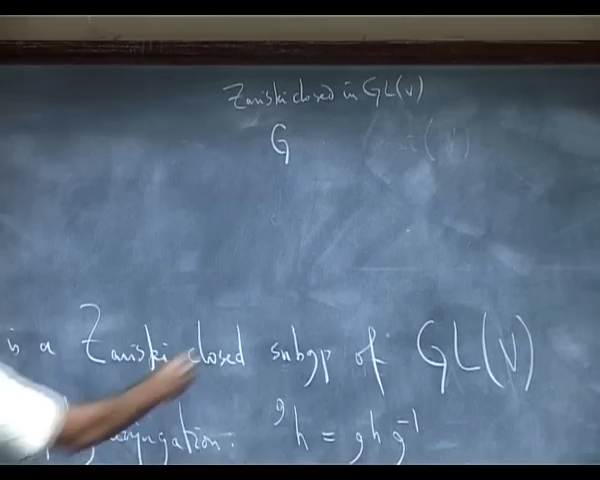 Zariski closed in GL(V)
G
is a Zariski closed subgp of GL(V)
conjugation: ᵍh = ghg⁻¹